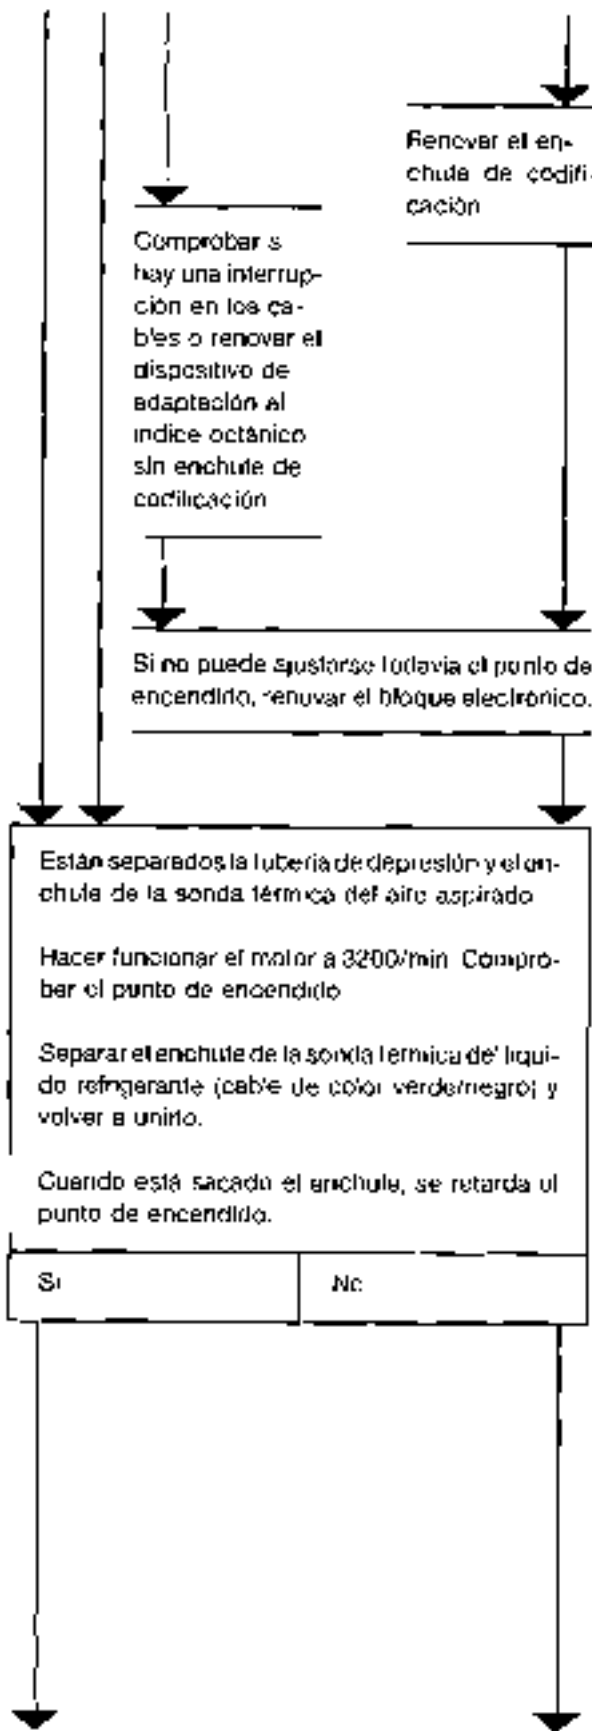 Renovar el en-
chufe de codifi-
cación
Comprobar si
hay una interrup-
ción en los ca-
bles o renovar el
dispositivo de
adaptación al
índice octánico
sin enchufe de
codificación
Si no puede ajustarse todavía el punto de
encendido, renovar el bloque electrónico.
Están separados la tubería de depresión y el en-
chufe de la sonda térmica del aire aspirado
Hacer funcionar el motor a 3200/min. Compro-
bar el punto de encendido
Separar el enchufe de la sonda térmica del líqui-
do refrigerante (cable de color verde/negro) y
volver a unirlo.
Cuando está sacado el enchufe, se retarda el
punto de encendido.
Sí
No